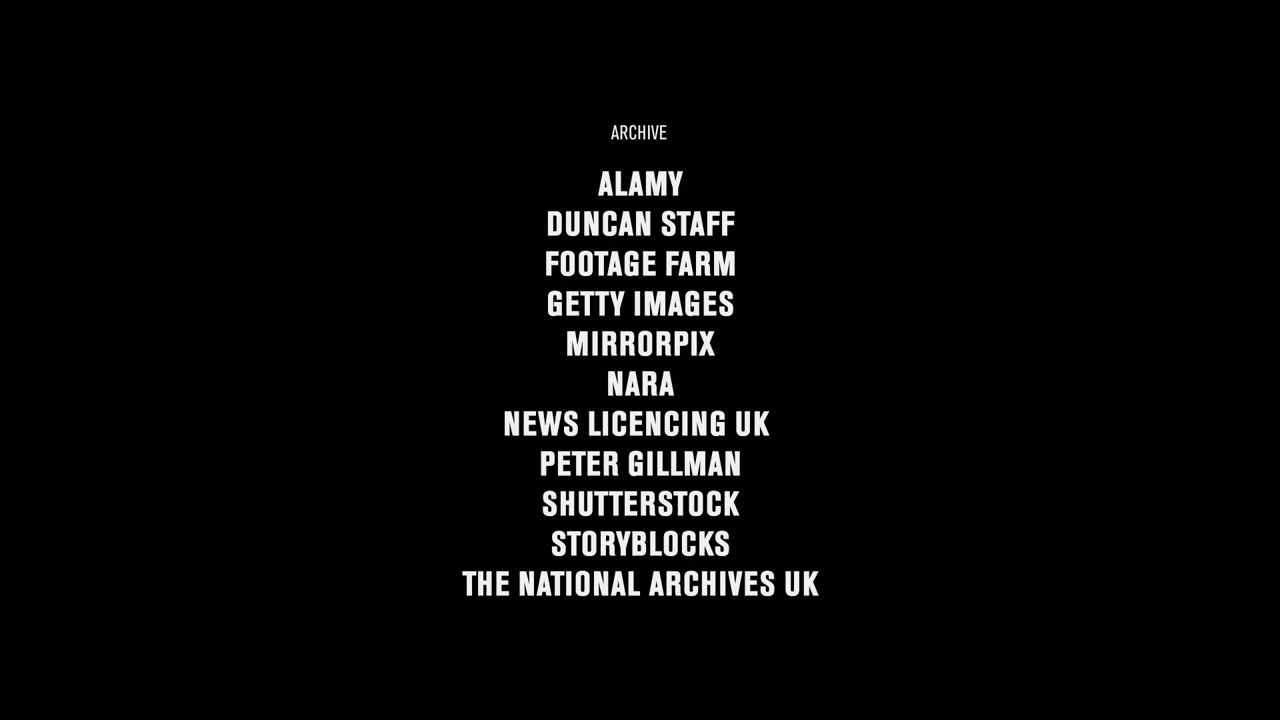 ARCHIVE
ALAMY
DUNCAN STAFF
FOOTAGE FARM
GETTY IMAGES
MIRRORPIX
NARA
NEWS LICENCING UK
PETER GILLMAN
SHUTTERSTOCK
STORYBLOCKS
THE NATIONAL ARCHIVES UK